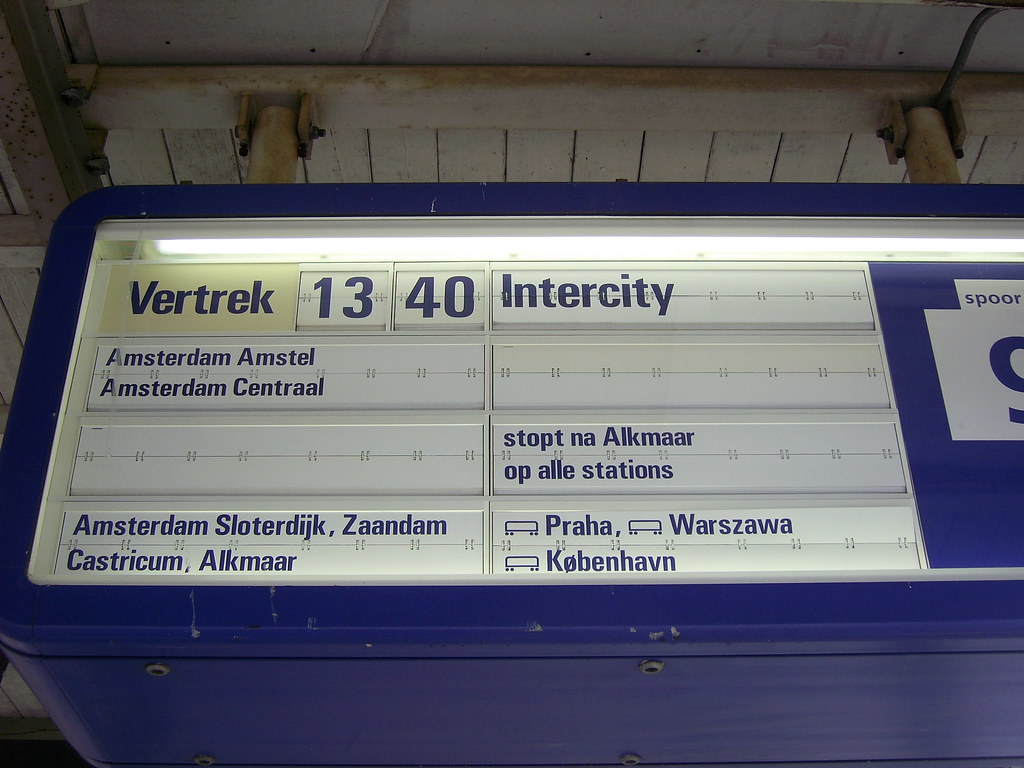 Vertrek 13 40 Intercity
spoor
9
Amsterdam Amstel
Amsterdam Centraal
stopt na Alkmaar
op alle stations
Amsterdam Sloterdijk, Zaandam
Castricum, Alkmaar
Praha, Warszawa
København